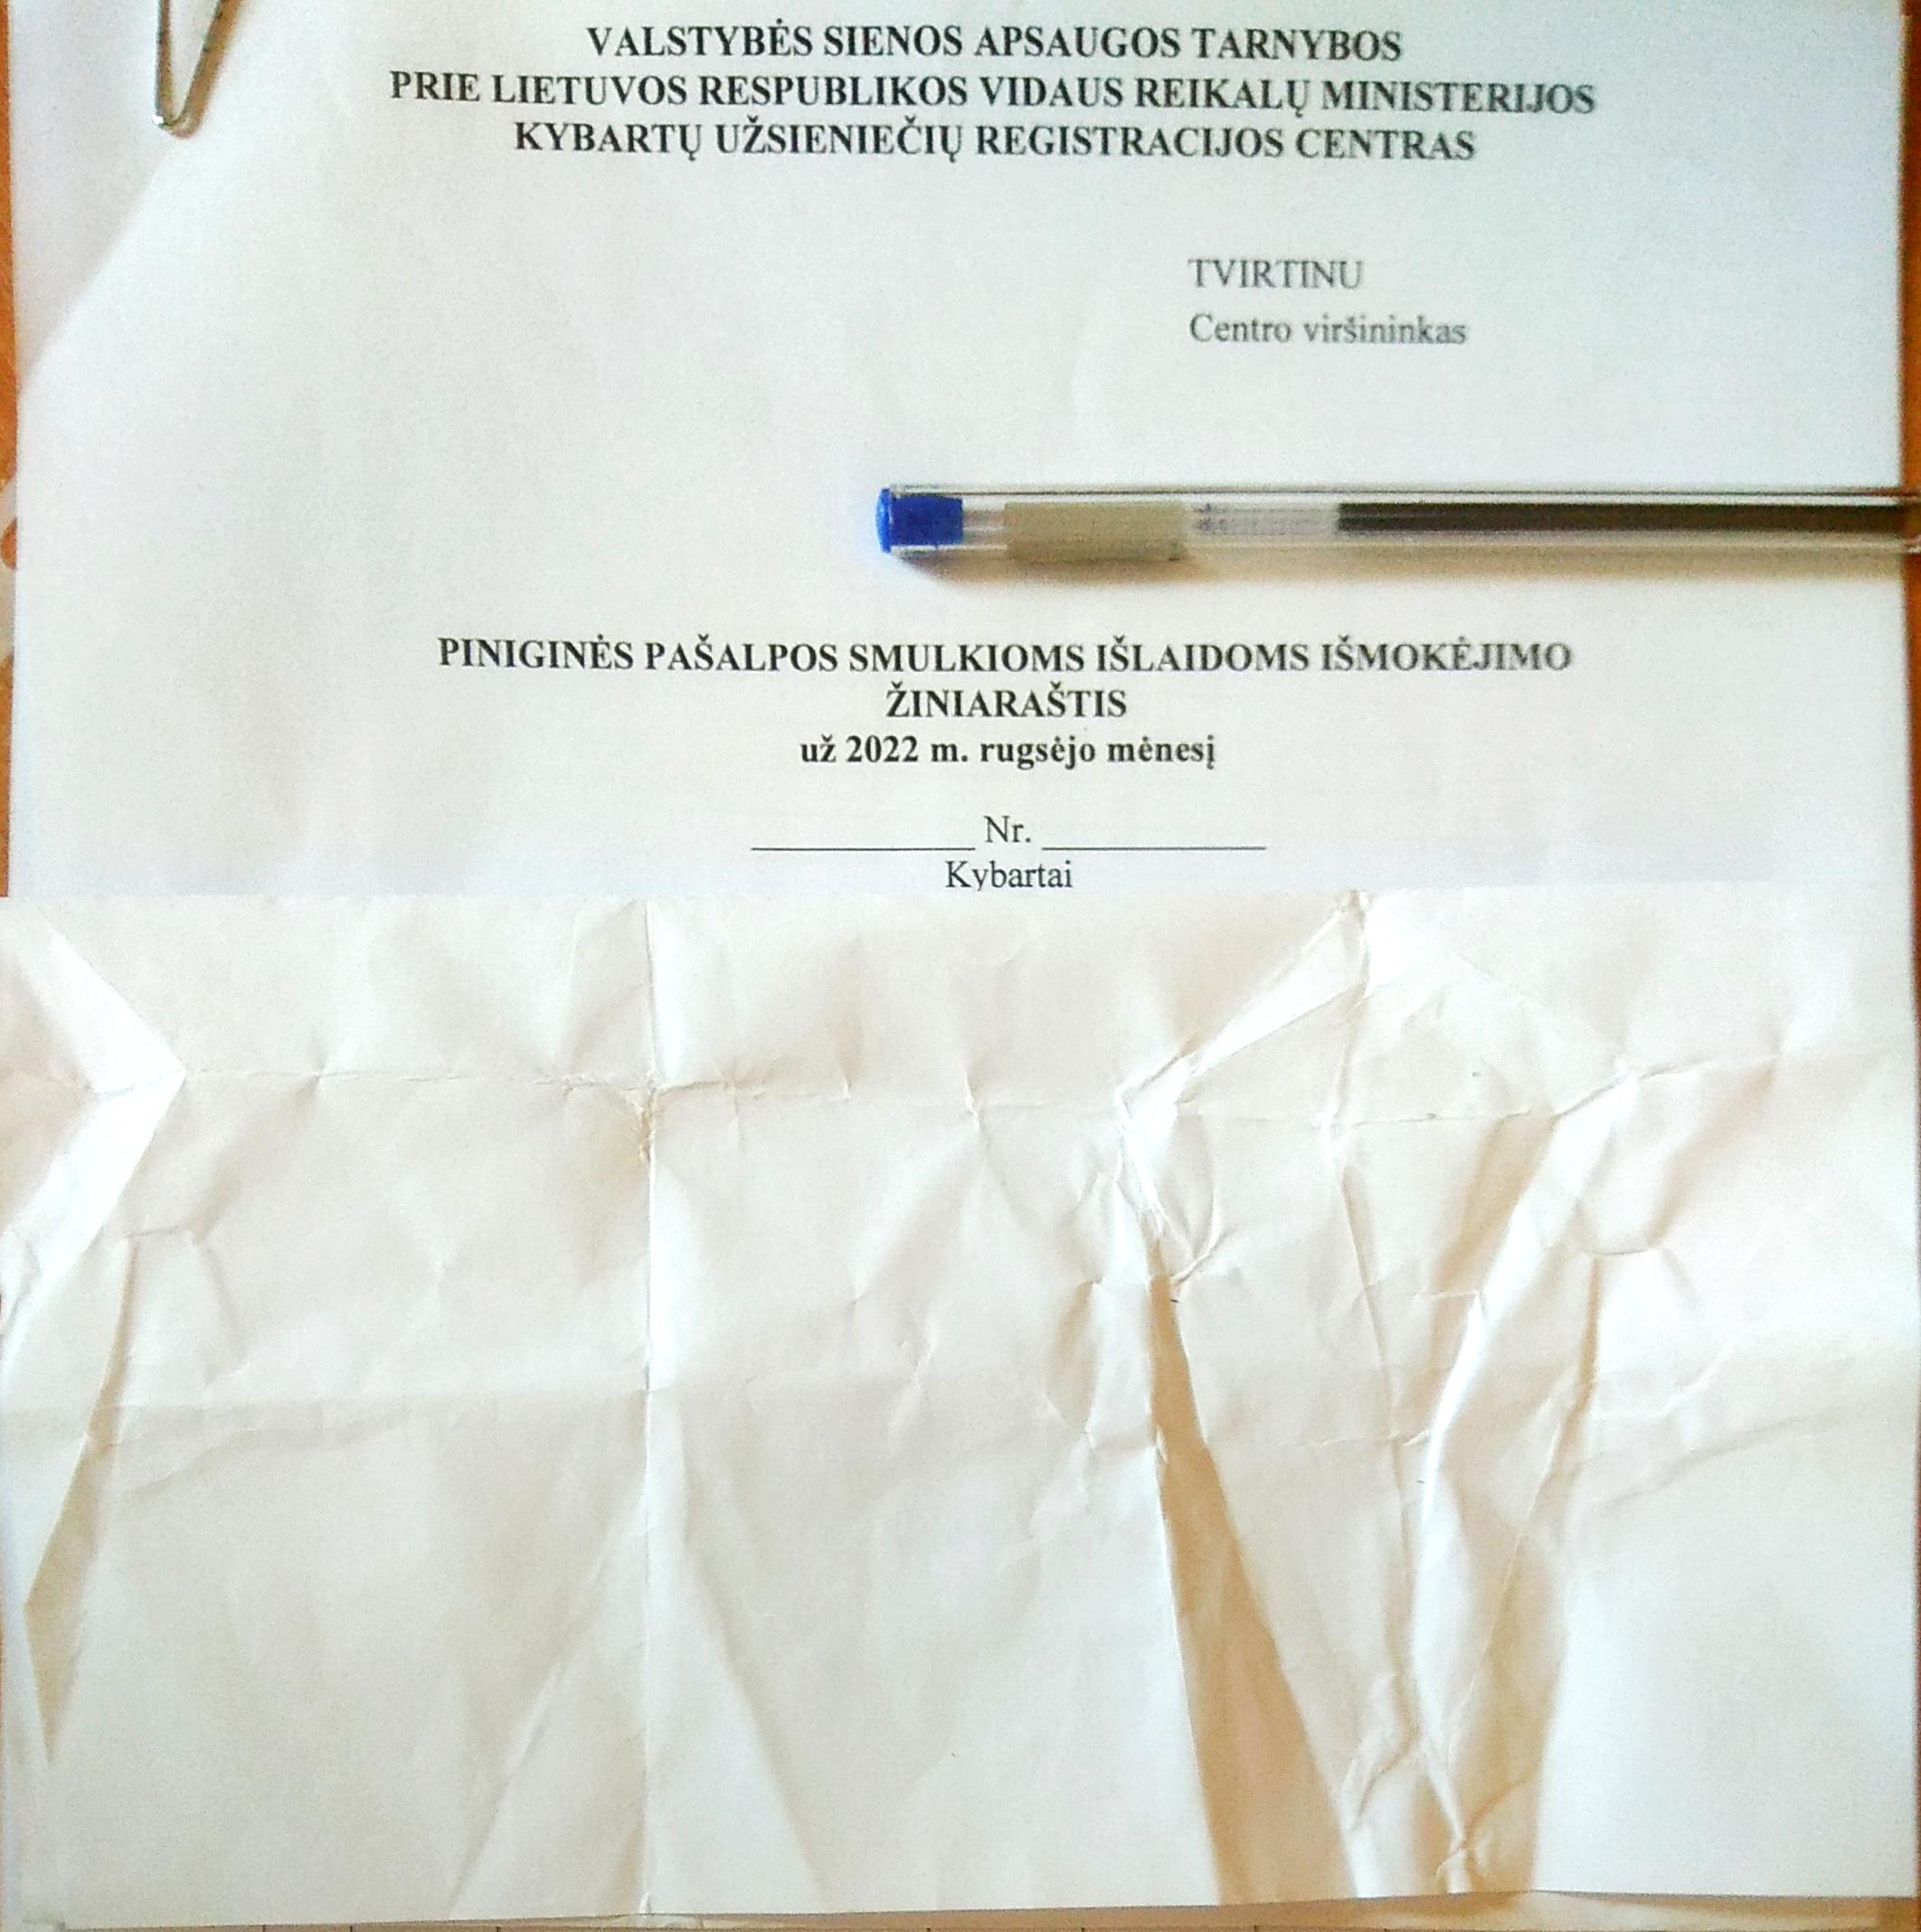 VALSTYBĖS SIENOS APSAUGOS TARNYBOS
PRIE LIETUVOS RESPUBLIKOS VIDAUS REIKALŲ MINISTERIJOS
KYBARTŲ UŽSIENIEČIŲ REGISTRACIJOS CENTRAS
TVIRTINU
Centro viršininkas
PINIGINĖS PAŠALPOS SMULKIOMS IŠLAIDOMS IŠMOKĖJIMO
ŽINIARAŠTIS
už 2022 m. rugsėjo mėnesį
____________ Nr. ____________
Kybartai